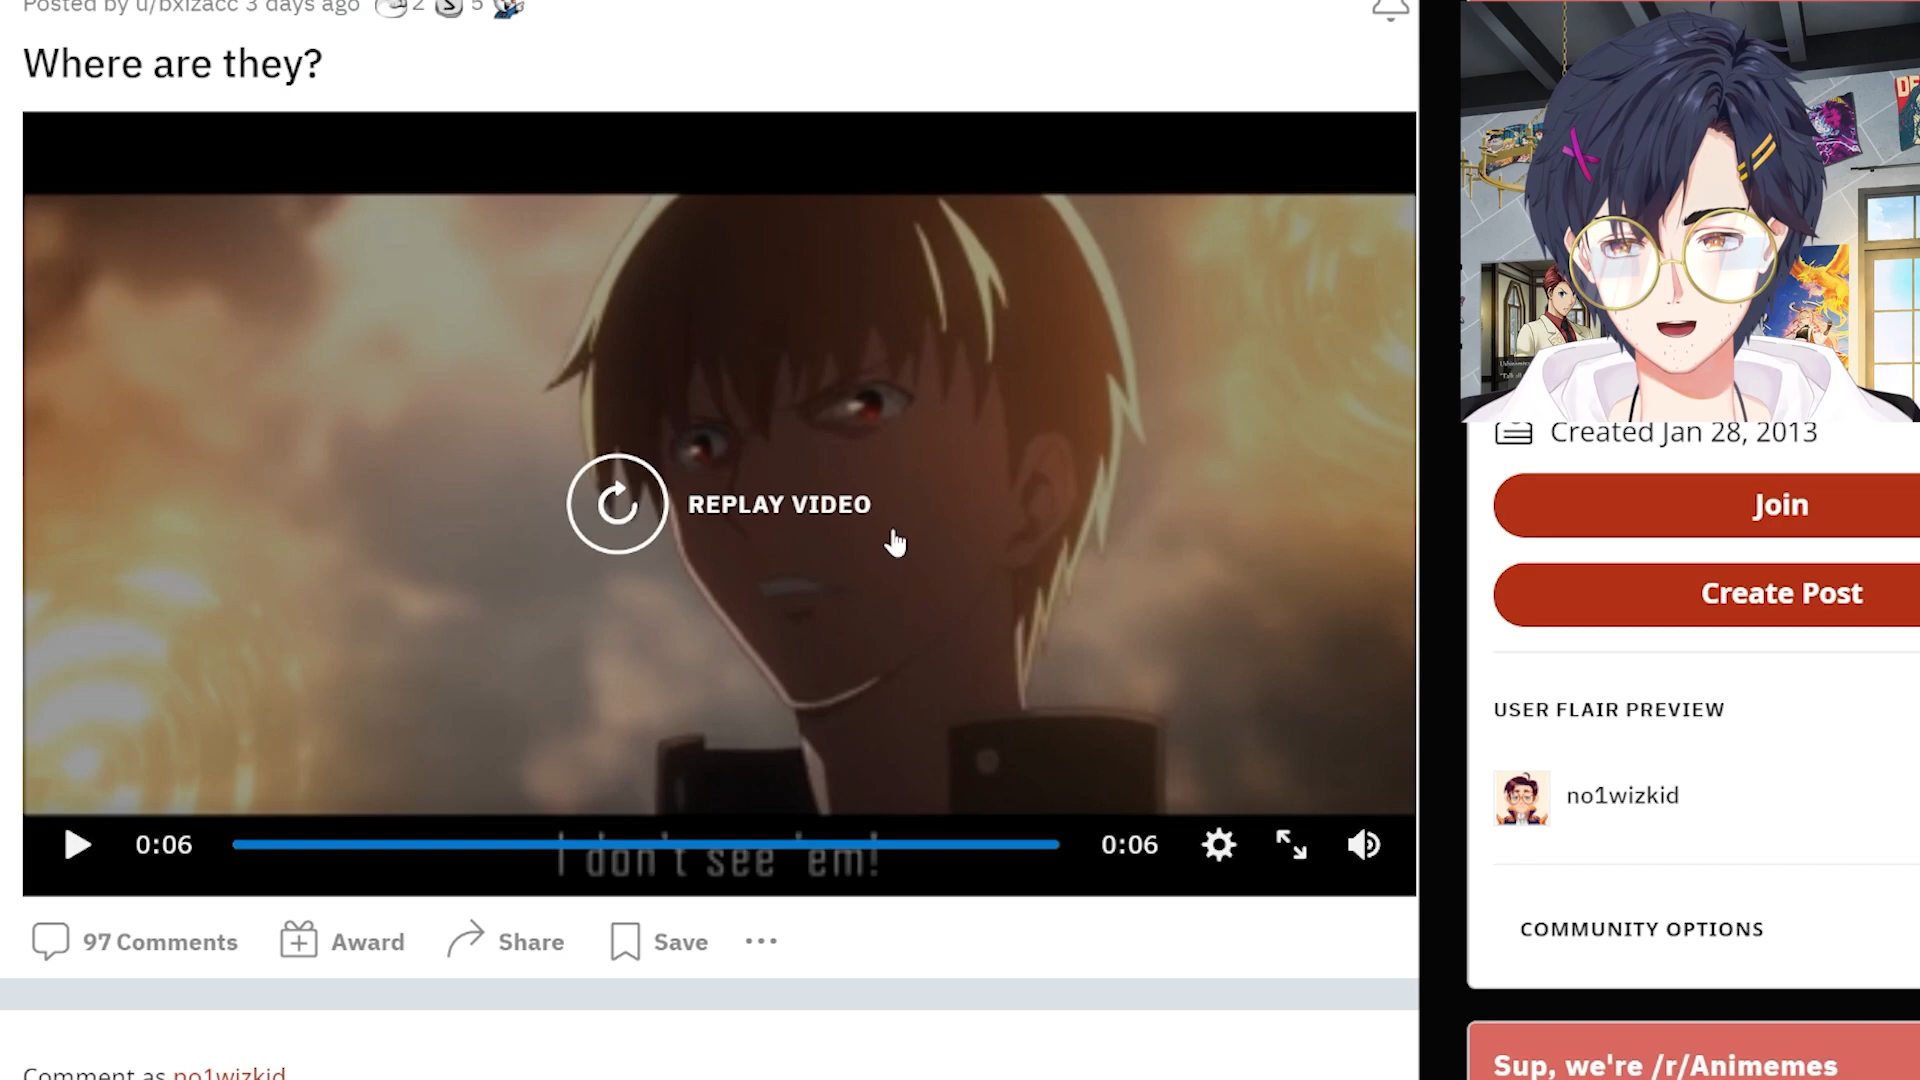 Posted by u/bxizacc 3 days ago 2 5
Where are they?
REPLAY VIDEO
I don't see 'em!
0:06
0:06
97 Comments
Award
Share
Save
Comment as no1wizkid
Created Jan 28, 2013
Join
Create Post
USER FLAIR PREVIEW
no1wizkid
COMMUNITY OPTIONS
Sup, we're /r/Animemes